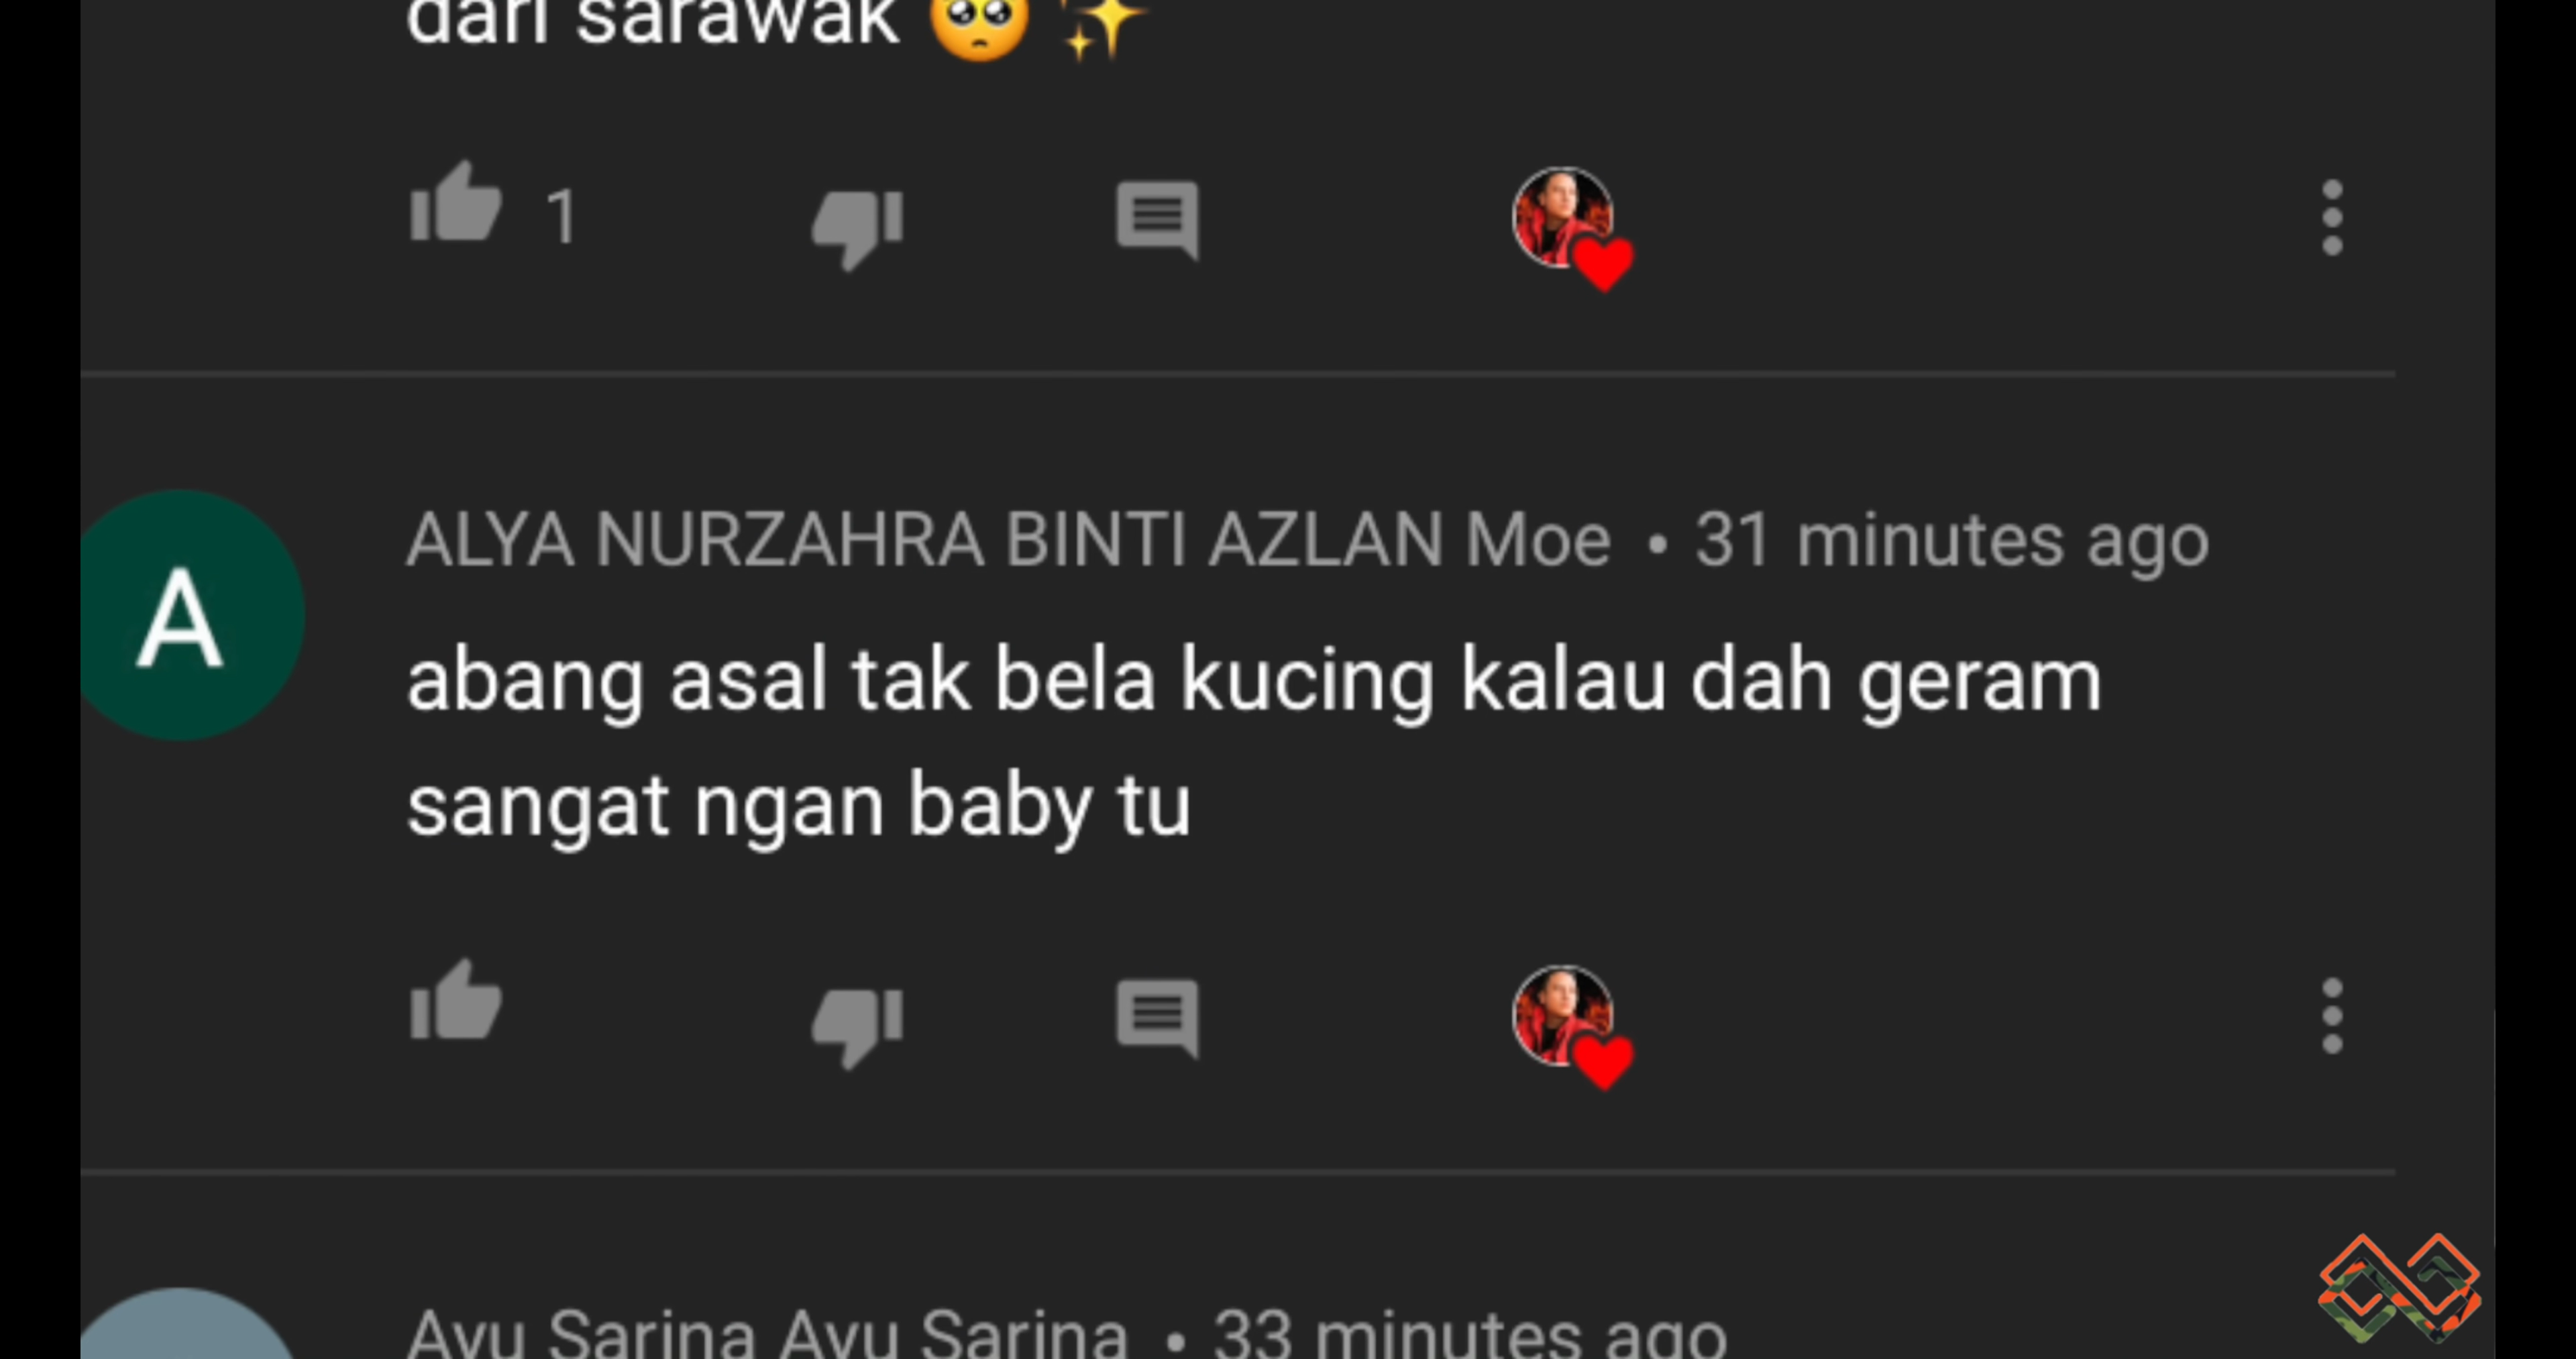 dari sarawak 🥺 ✨
1
ALYA NURZAHRA BINTI AZLAN Moe • 31 minutes ago
A
abang asal tak bela kucing kalau dah geram
sangat ngan baby tu
Ayu Sarina Ayu Sarina • 33 minutes ago